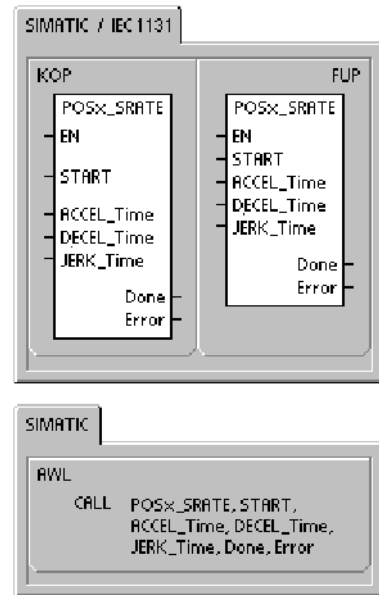 SIMATIC / IEC 1131
KOP
FUP
POSx_SRATE
EN
START
ACCEL_Time
DECEL_Time
JERK_Time
Done
Error
POSx_SRATE
EN
START
ACCEL_Time
DECEL_Time
JERK_Time
Done
Error
SIMATIC
AWL
CALL POSx_SRATE, START,
ACCEL_Time, DECEL_Time,
JERK_Time, Done, Error